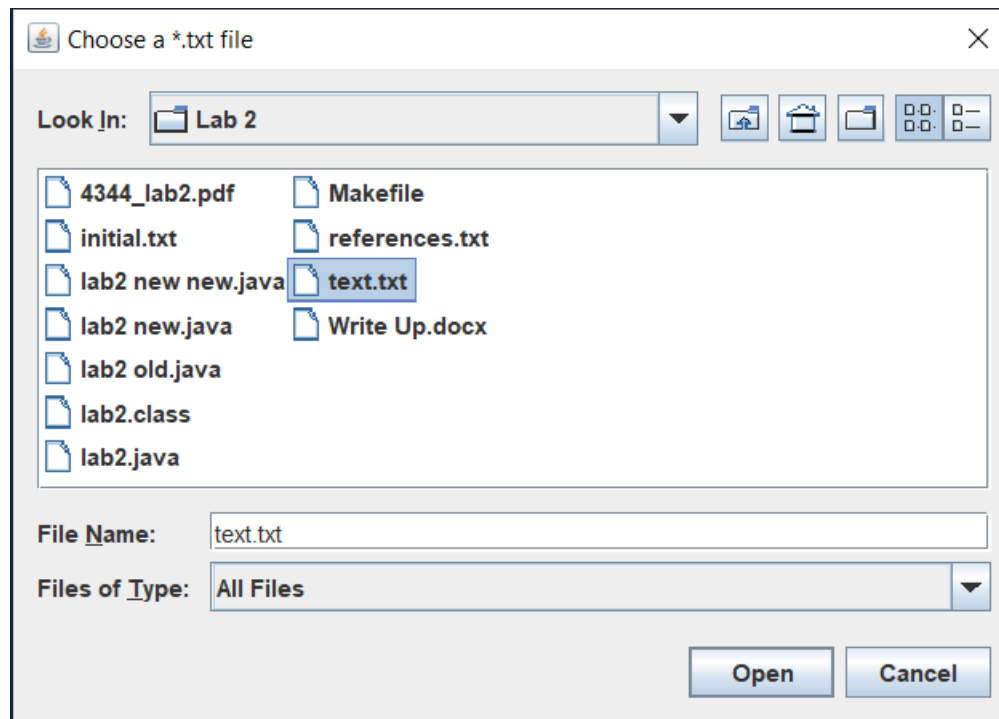 Choose a *.txt file
Look In: Lab 2
4344_lab2.pdf Makefile
initial.txt references.txt
lab2 new new.java text.txt
lab2 new.java Write Up.docx
lab2 old.java
lab2.class
lab2.java
File Name: text.txt
Files of Type: All Files
Open Cancel